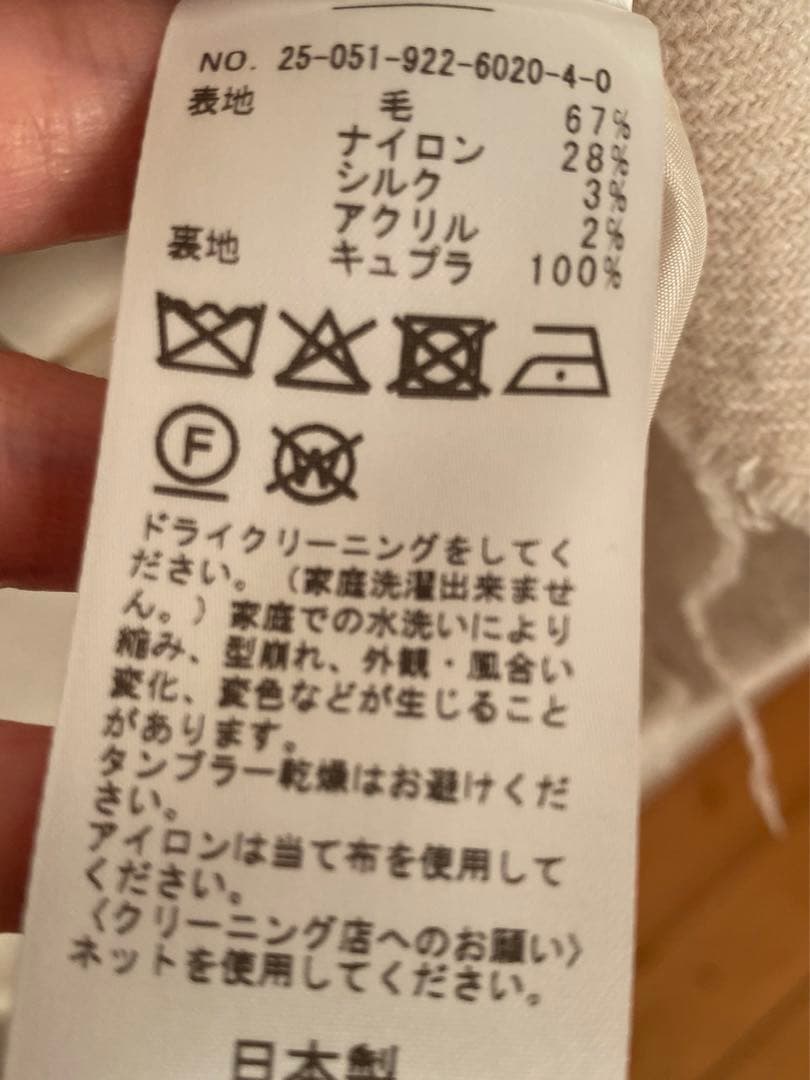 NO. 25-051-922-6020-4-0
表地 毛 67%
ナイロン 28%
シルク 3%
アクリル 2%
裏地 キュプラ 100%
F W
ドライクリーニングをしてく
ださい。（家庭洗濯出来ませ
ん。）家庭での水洗いにより
縮み、型崩れ、外観・風合い
変化、変色などが生じること
があります。
タンブラー乾燥はお避けくだ
さい。
アイロンは当て布を使用して
ください。
〈クリーニング店へのお願い〉
ネットを使用してください。
日本製